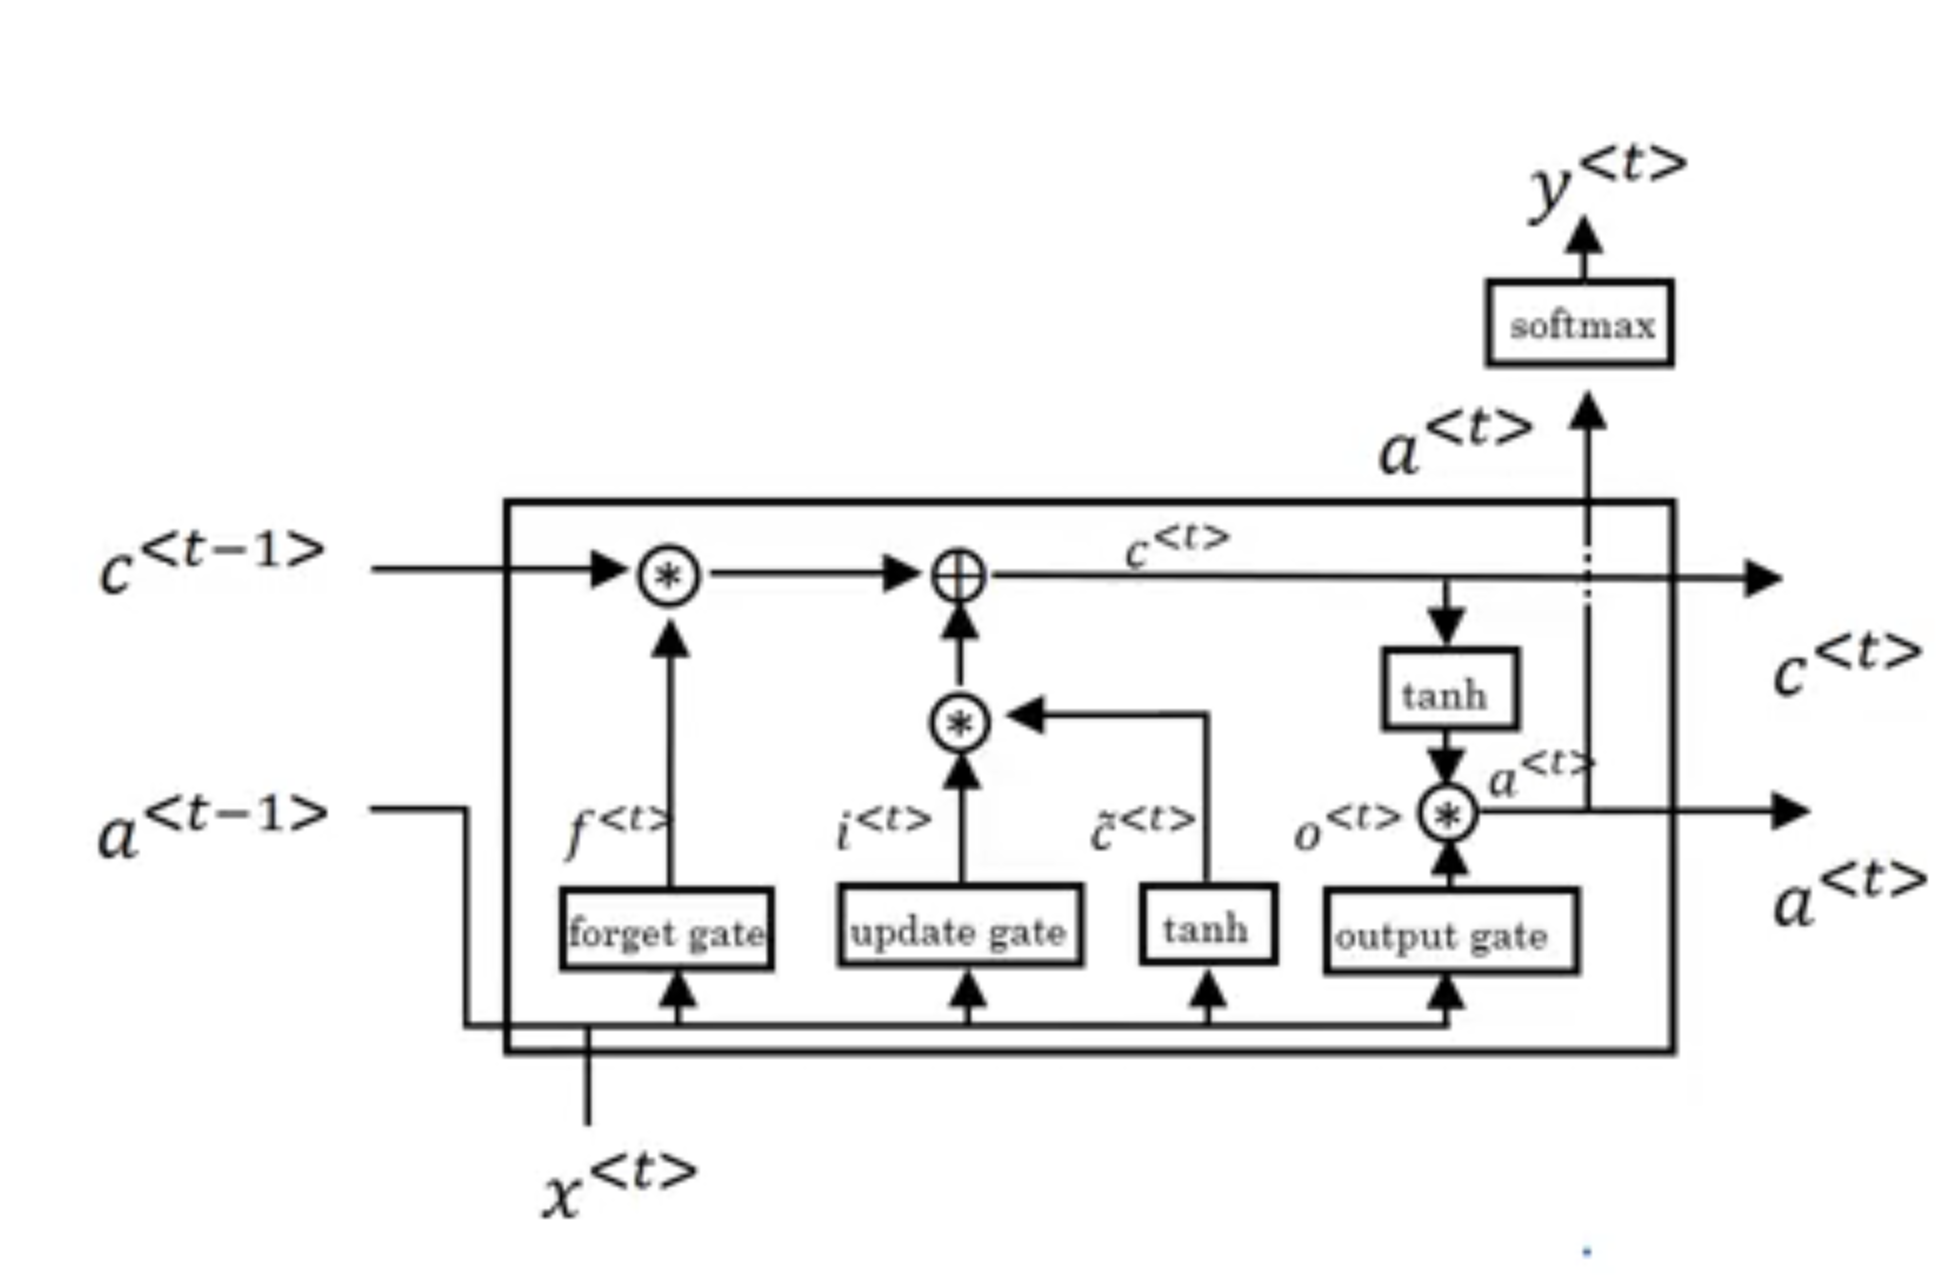 y<t>
softmax
a<t>
c<t-1>
c<t>
c<t>
tanh
a<t-1>
f<t>
i<t>
c̃<t>
o<t>
a<t>
a<t>
forget gate
update gate
tanh
output gate
x<t>